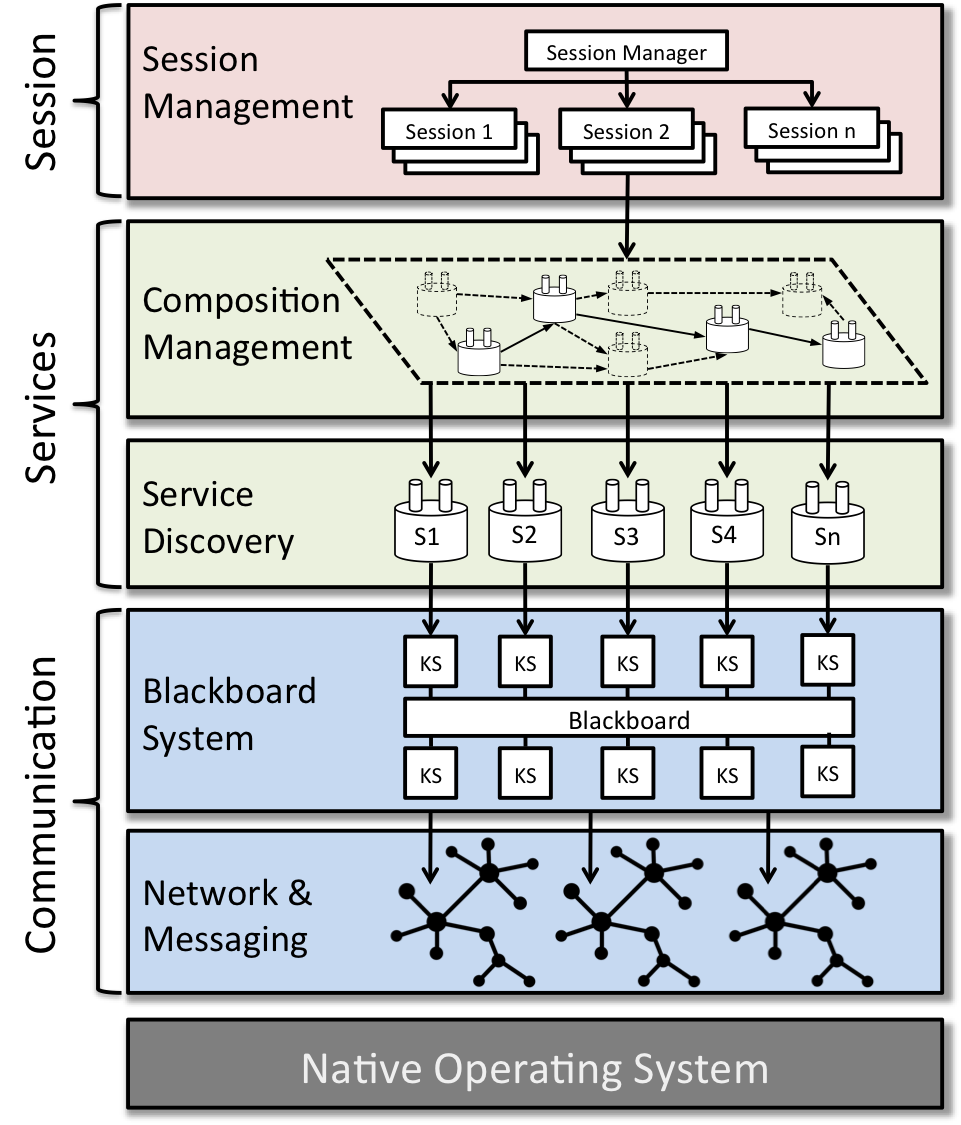 Session
Session
Management
Session Manager
Session 1
Session 2
Session n
Services
Composition
Management
Service
Discovery
S1
S2
S3
S4
Sn
Communication
Blackboard
System
KS
KS
KS
KS
KS
Blackboard
KS
KS
KS
KS
KS
Network &
Messaging
Native Operating System